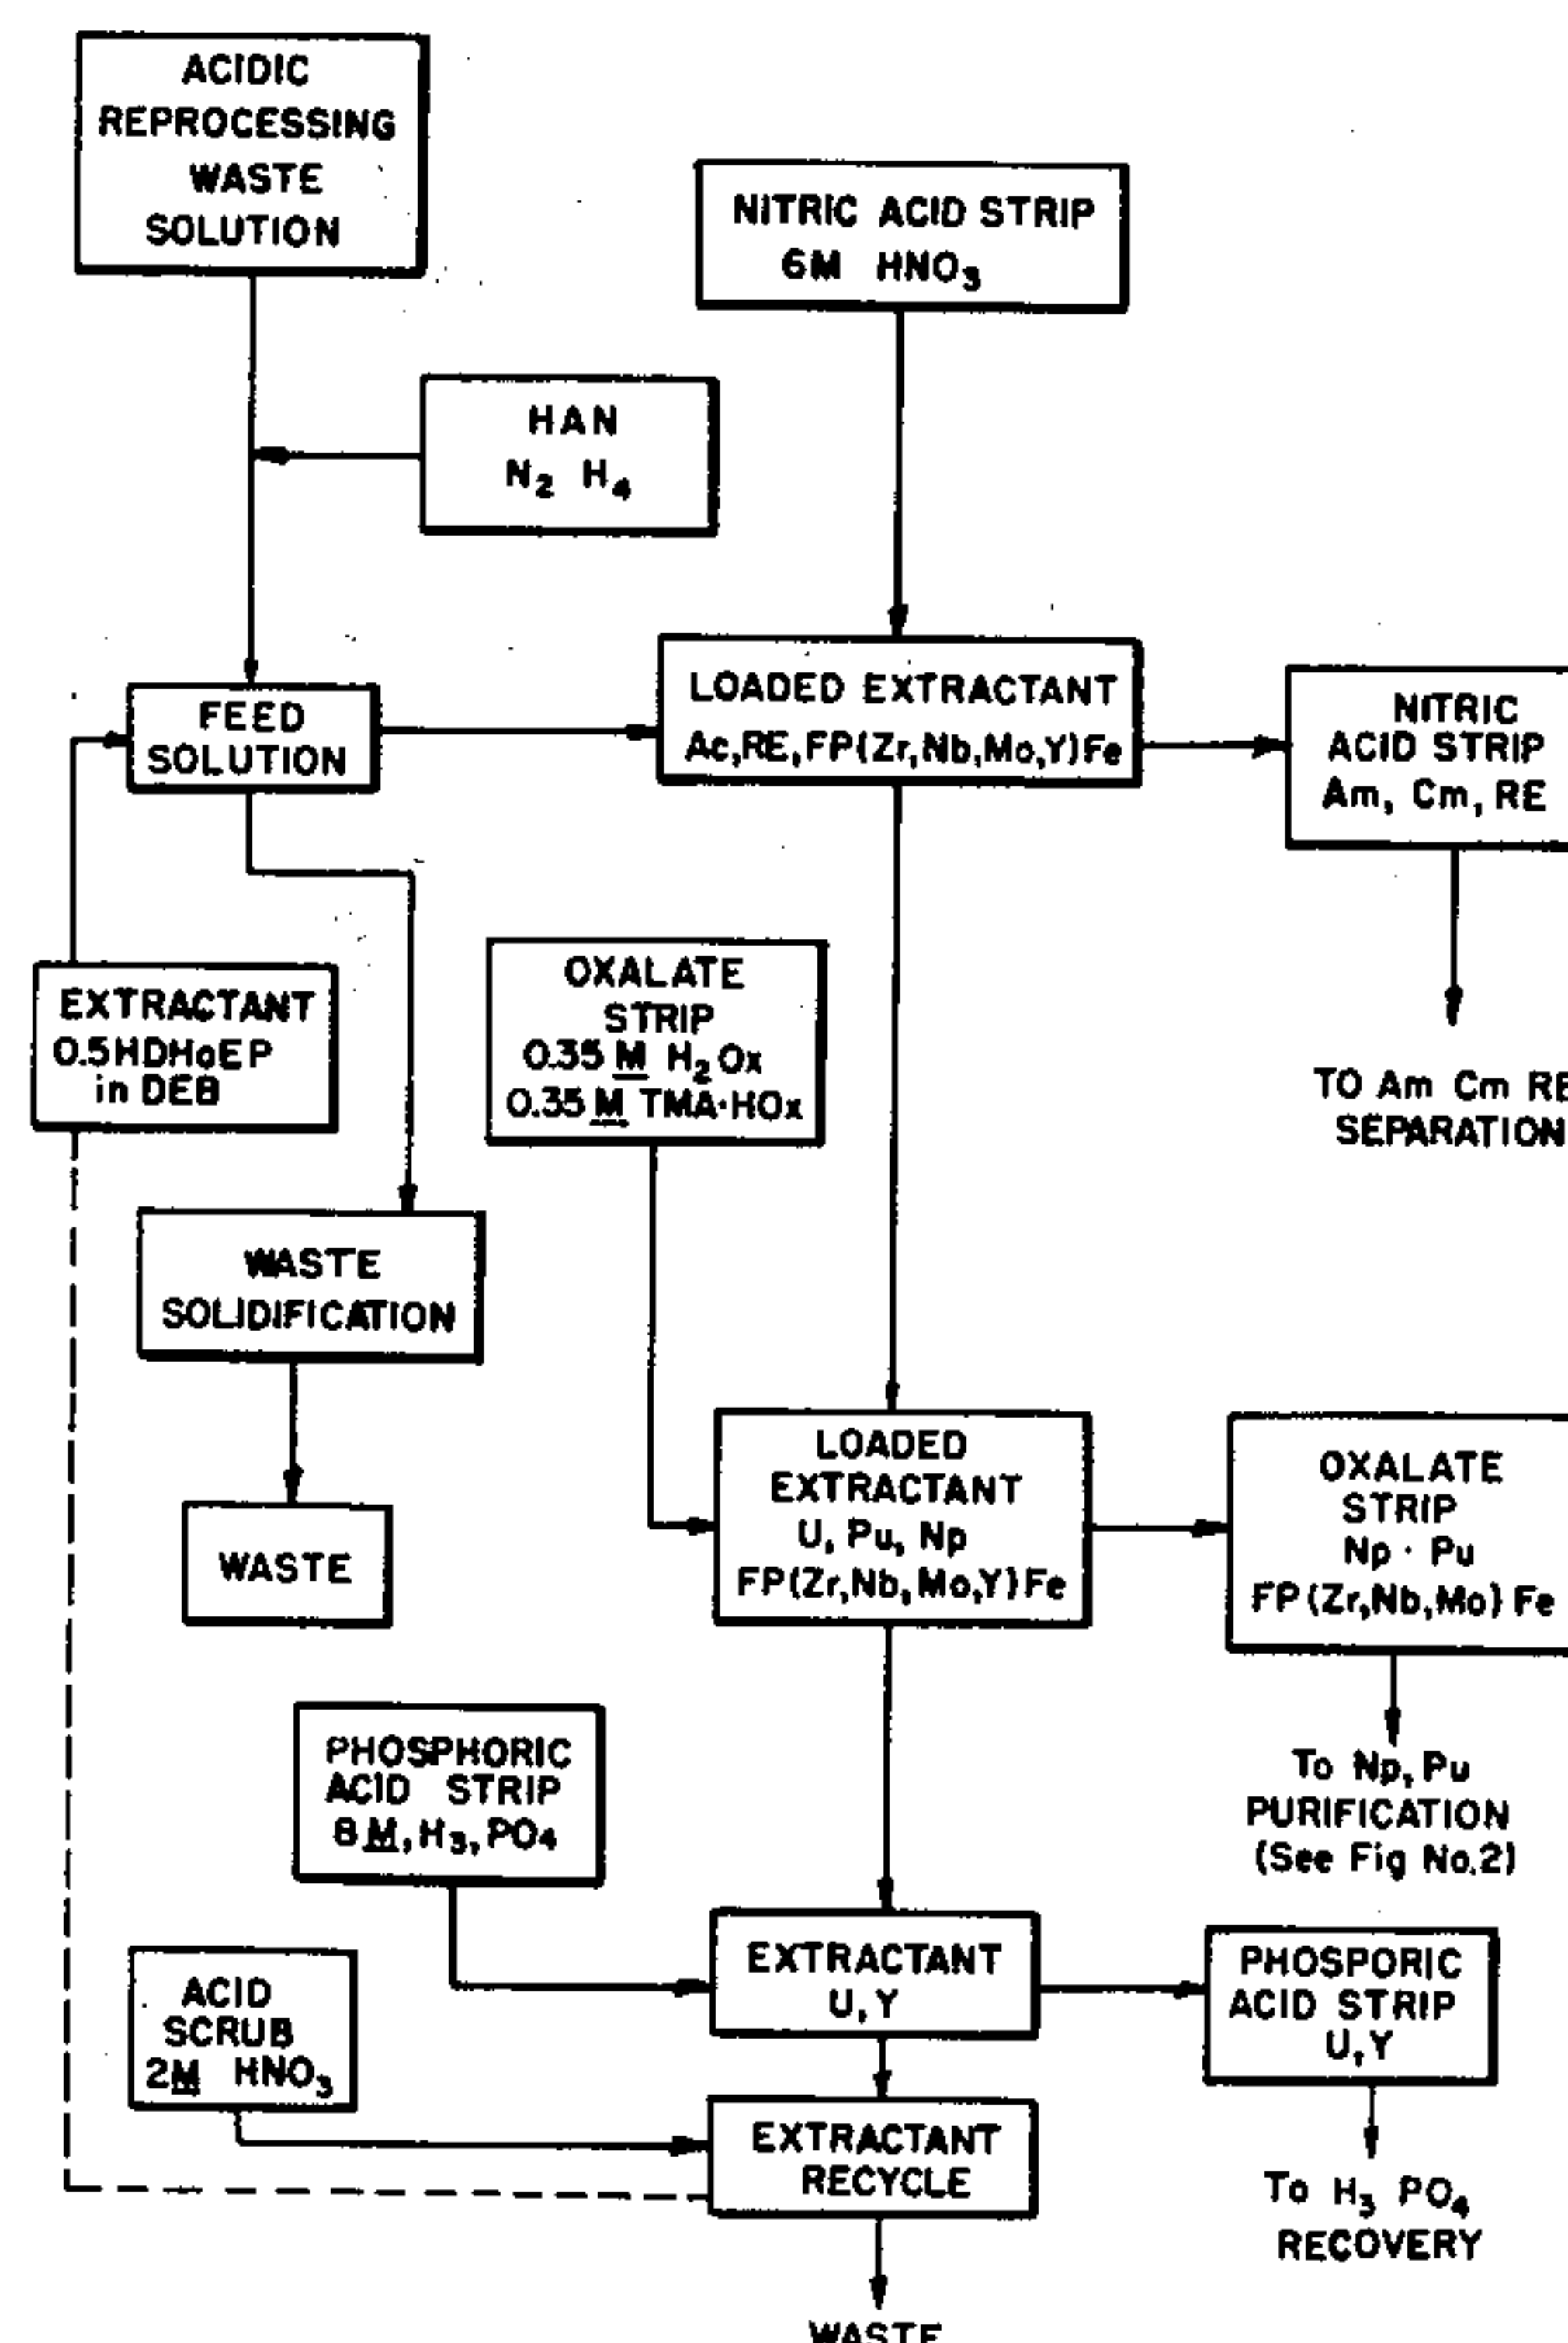 ACIDIC
REPROCESSING
WASTE
SOLUTION
NITRIC ACID STRIP
6M HNO3
HAN
N2 H4
FEED
SOLUTION
LOADED EXTRACTANT
Ac,RE,FP(Zr,Nb,Mo,Y)Fe
NITRIC
ACID STRIP
Am, Cm, RE
TO Am Cm RE
SEPARATION
EXTRACTANT
0.5HDHoEP
in DEB
OXALATE
STRIP
0.35 M H2Ox
0.35 M TMA·HOx
WASTE
SOLIDIFICATION
WASTE
LOADED
EXTRACTANT
U, Pu, Np
FP(Zr,Nb,Mo,Y)Fe
OXALATE
STRIP
Np · Pu
FP(Zr,Nb,Mo) Fe
To Np, Pu
PURIFICATION
(See Fig No.2)
PHOSPHORIC
ACID STRIP
8M,H3,PO4
EXTRACTANT
U,Y
PHOSPORIC
ACID STRIP
U,Y
ACID
SCRUB
2M HNO3
EXTRACTANT
RECYCLE
To H3 PO4
RECOVERY
WASTE